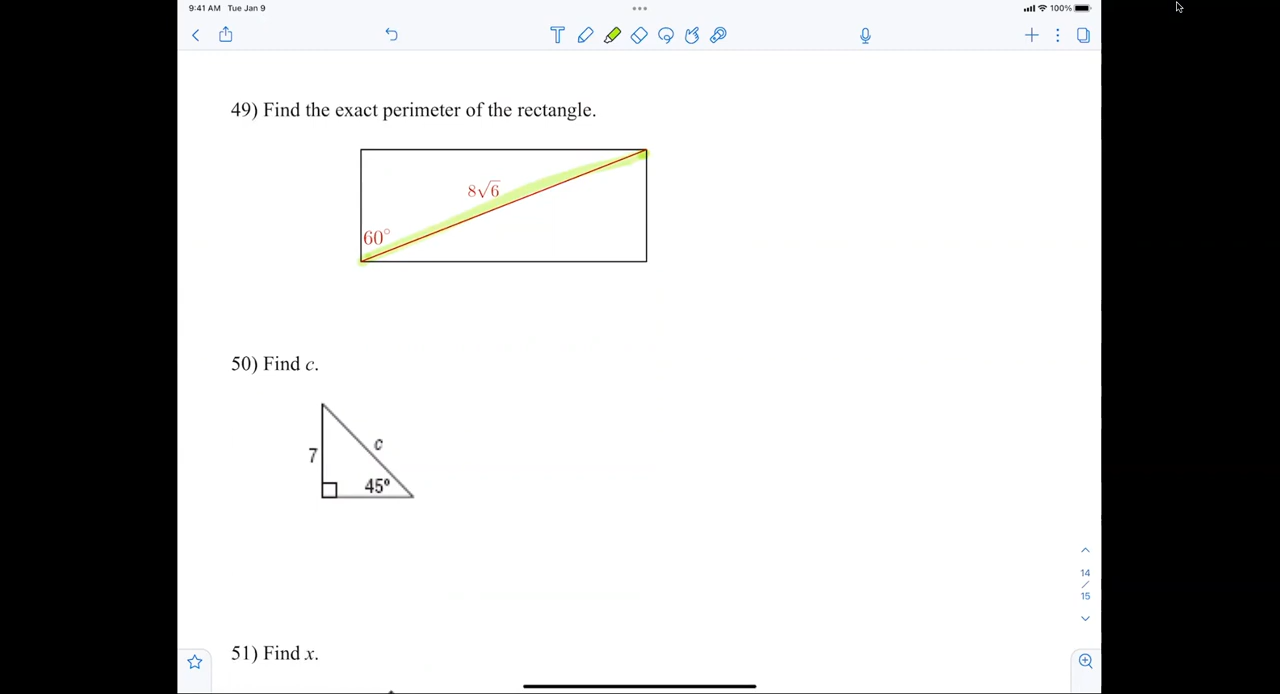 9:41 AM Tue Jan 9
100%
49) Find the exact perimeter of the rectangle.
8√6
60°
50) Find c.
7
c
45°
14
/
15
51) Find x.